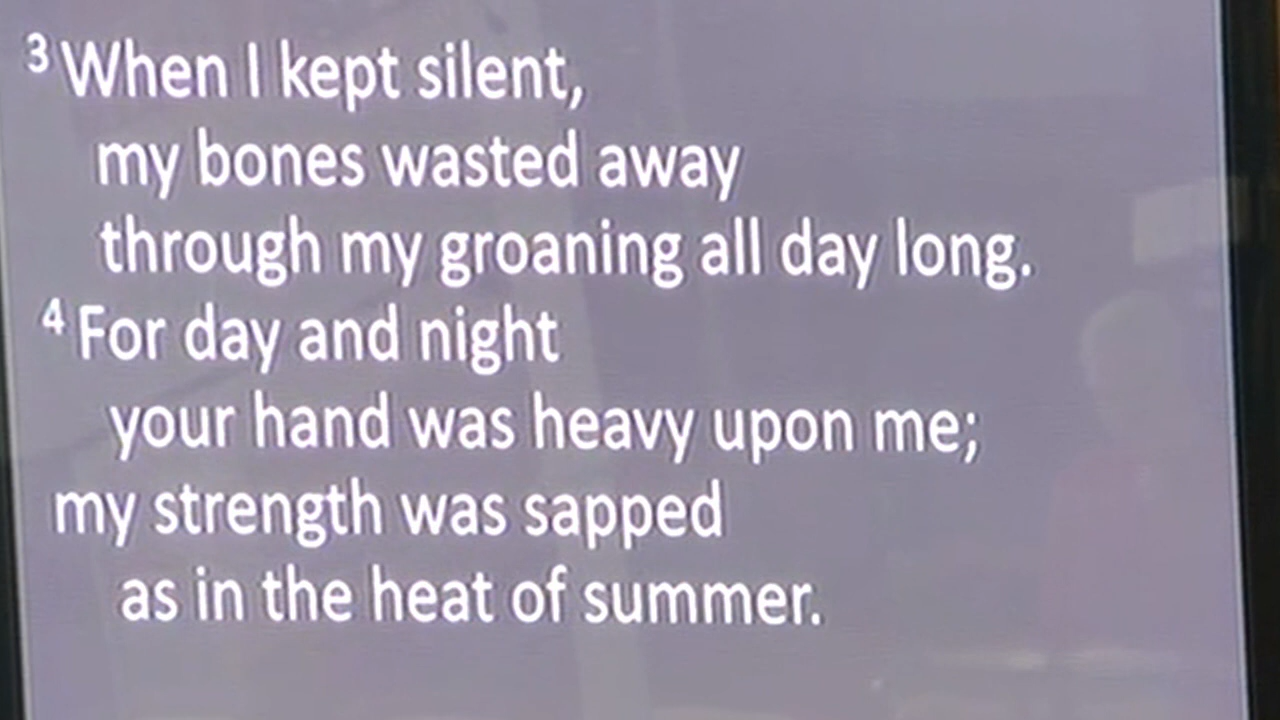 3 When I kept silent,
my bones wasted away
through my groaning all day long.
4 For day and night
your hand was heavy upon me;
my strength was sapped
as in the heat of summer.